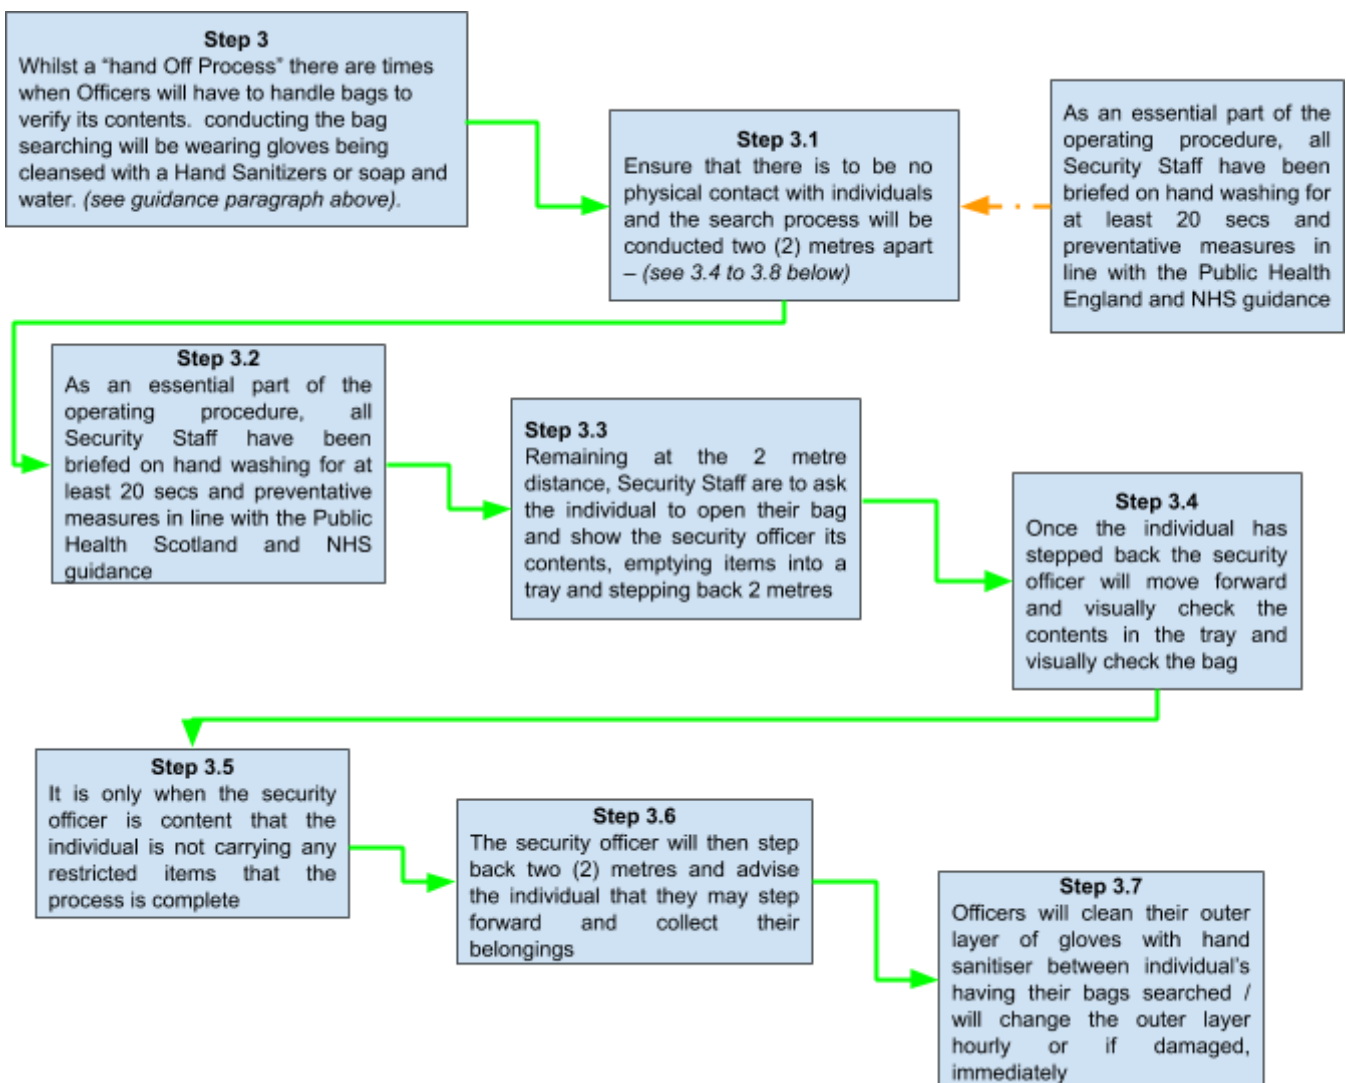 Step 3
Whilst a “hand Off Process” there are times
when Officers will have to handle bags to
verify its contents.  conducting the bag
searching will be wearing gloves being
cleansed with a Hand Sanitizers or soap and
water. (see guidance paragraph above).
Step 3.1
Ensure that there is to be no
physical contact with individuals
and the search process will be
conducted two (2) metres apart
– (see 3.4 to 3.8 below)
As an essential part of the
operating procedure, all
Security Staff have been
briefed on hand washing for
at least 20 secs and
preventative measures in
line with the Public Health
England and NHS guidance
Step 3.2
As an essential part of the
operating procedure, all
Security Staff have been
briefed on hand washing for at
least 20 secs and preventative
measures in line with the Public
Health Scotland and NHS
guidance
Step 3.3
Remaining at the 2 metre
distance, Security Staff are to ask
the individual to open their bag
and show the security officer its
contents, emptying items into a
tray and stepping back 2 metres
Step 3.4
Once the individual has
stepped back the security
officer will move forward
and visually check the
contents in the tray and
visually check the bag
Step 3.5
It is only when the security
officer is content that the
individual is not carrying any
restricted items that the
process is complete
Step 3.6
The security officer will then step
back two (2) metres and advise
the individual that they may step
forward and collect their
belongings
Step 3.7
Officers will clean their outer
layer of gloves with hand
sanitiser between individual's
having their bags searched /
will change the outer layer
hourly or if damaged,
immediately